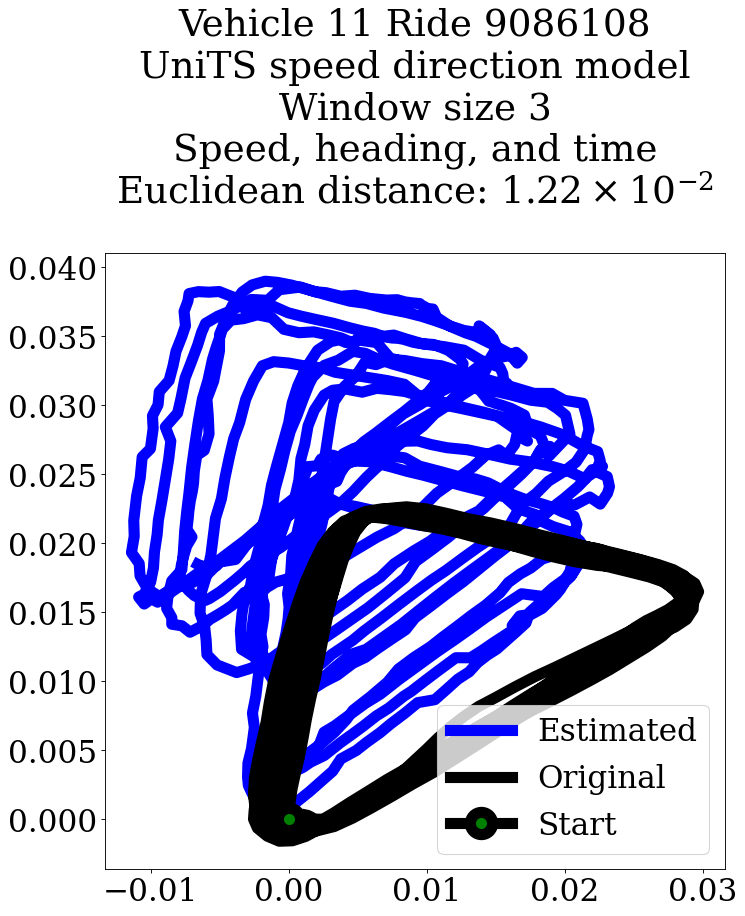 Vehicle 11 Ride 9086108
UniTS speed direction model
Window size 3
Speed, heading, and time
Euclidean distance: 1.22 × 10⁻²
0.040
0.035
0.030
0.025
0.020
0.015
0.010
0.005
0.000
Estimated
Original
Start
−0.01 0.00 0.01 0.02 0.03